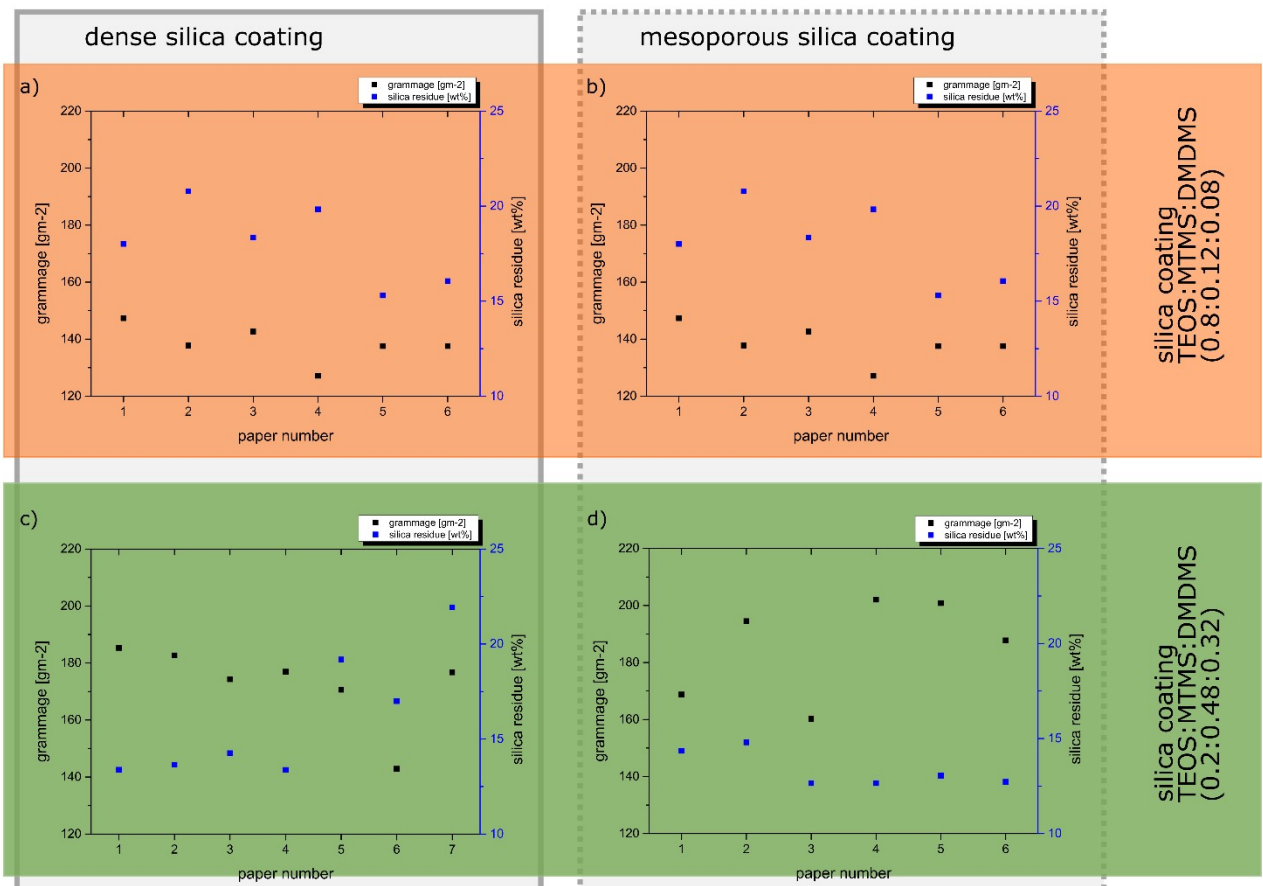 dense silica coating
mesoporous silica coating
a)
grammage [gm-2]
silica residue [wt%]
220
200
180
160
140
120
25
20
15
10
grammage [gm-2]
silica residue [wt%]
1 2 3 4 5 6
paper number
b)
grammage [gm-2]
silica residue [wt%]
220
200
180
160
140
120
25
20
15
10
grammage [gm-2]
silica residue [wt%]
1 2 3 4 5 6
paper number
silica coating
TEOS:MTMS:DMDMS
(0.8:0.12:0.08)
c)
grammage [gm-2]
silica residue [wt%]
220
200
180
160
140
120
25
20
15
10
grammage [gm-2]
silica residue [wt%]
1 2 3 4 5 6 7
paper number
d)
grammage [gm-2]
silica residue [wt%]
220
200
180
160
140
120
25
20
15
10
grammage [gm-2]
silica residue [wt%]
1 2 3 4 5 6
paper number
silica coating
TEOS:MTMS:DMDMS
(0.2:0.48:0.32)